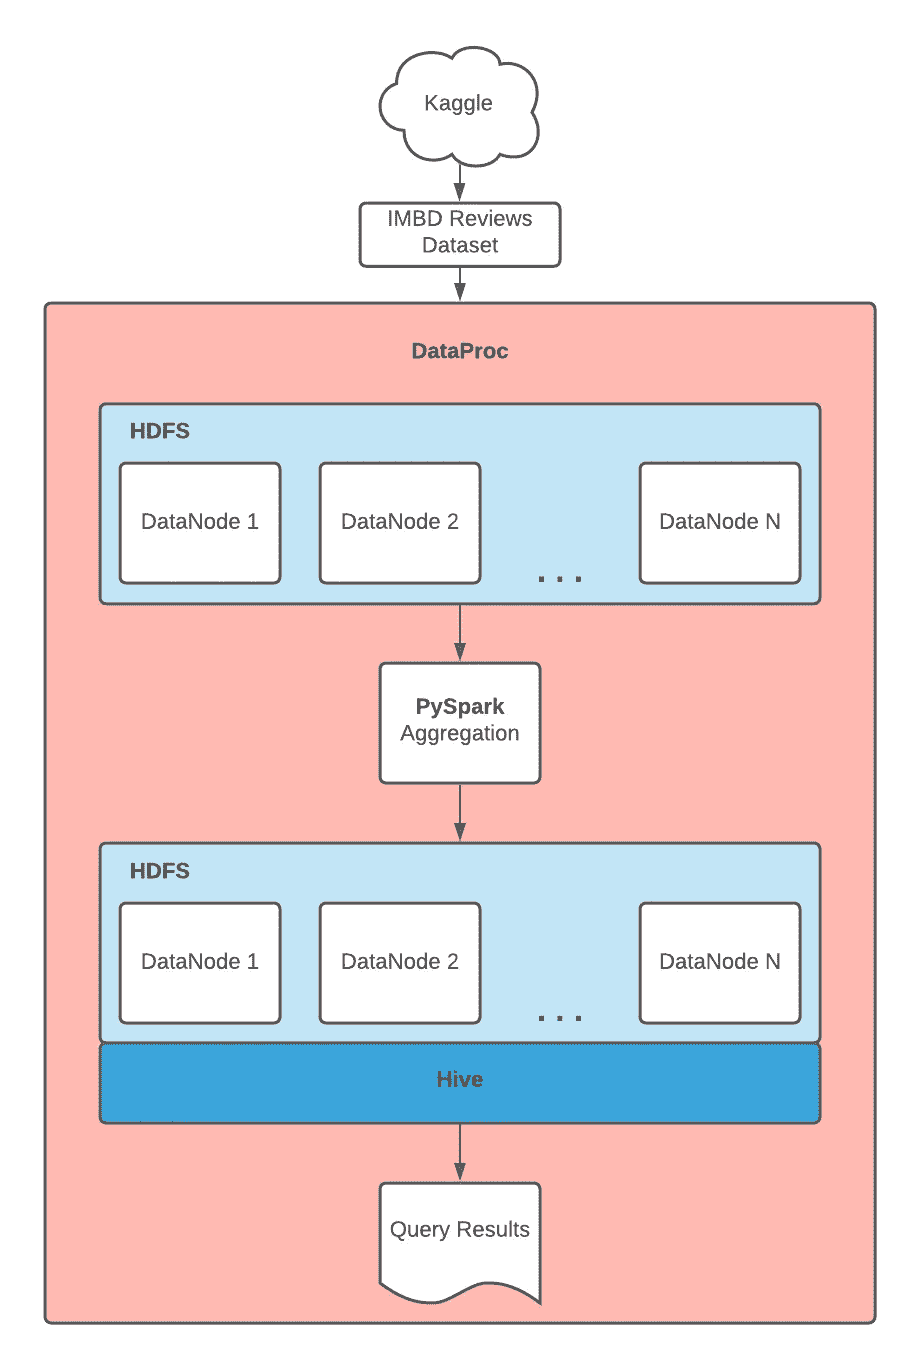 Kaggle
IMBD Reviews
Dataset
DataProc
HDFS
DataNode 1
DataNode 2
. . .
DataNode N
PySpark
Aggregation
HDFS
DataNode 1
DataNode 2
. . .
DataNode N
Hive
Query Results